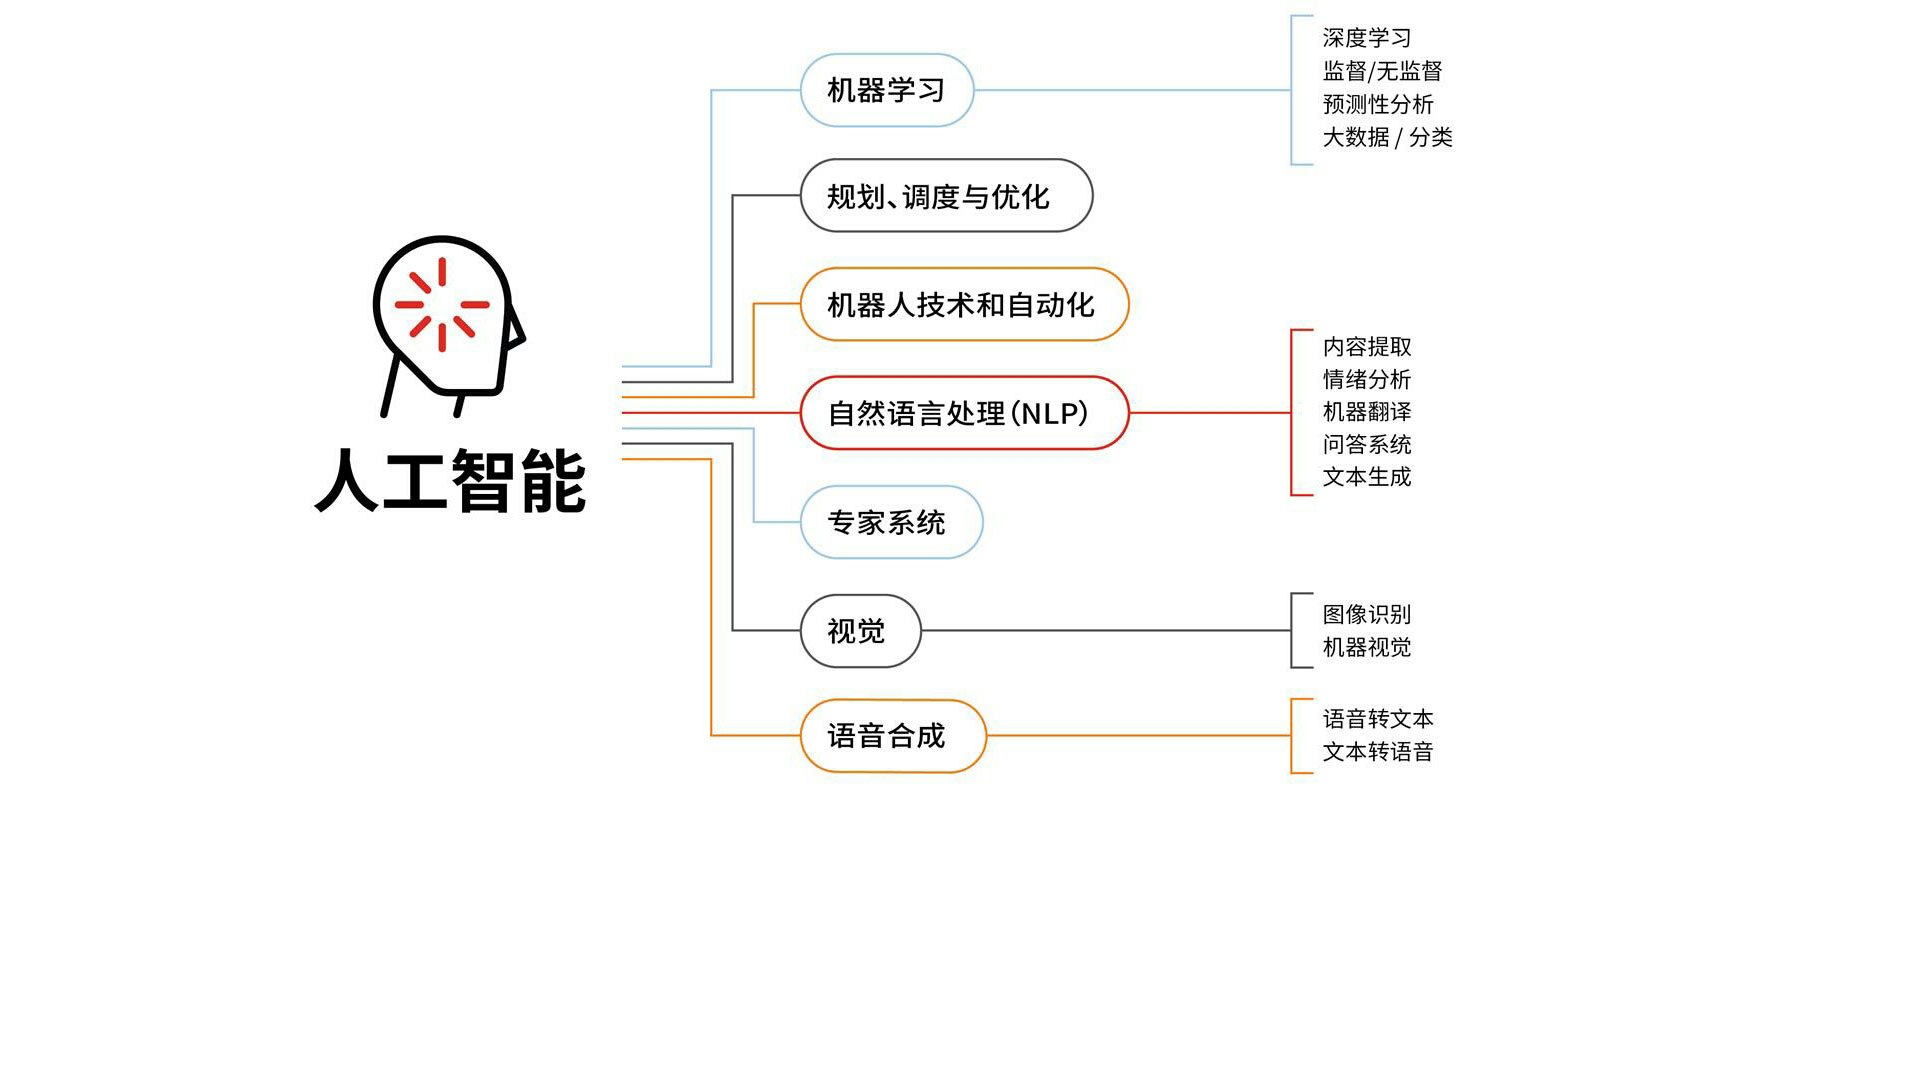 人工智能
机器学习
深度学习
监督/无监督
预测性分析
大数据 / 分类
规划、调度与优化
机器人技术和自动化
自然语言处理（NLP）
内容提取
情绪分析
机器翻译
问答系统
文本生成
专家系统
视觉
图像识别
机器视觉
语音合成
语音转文本
文本转语音